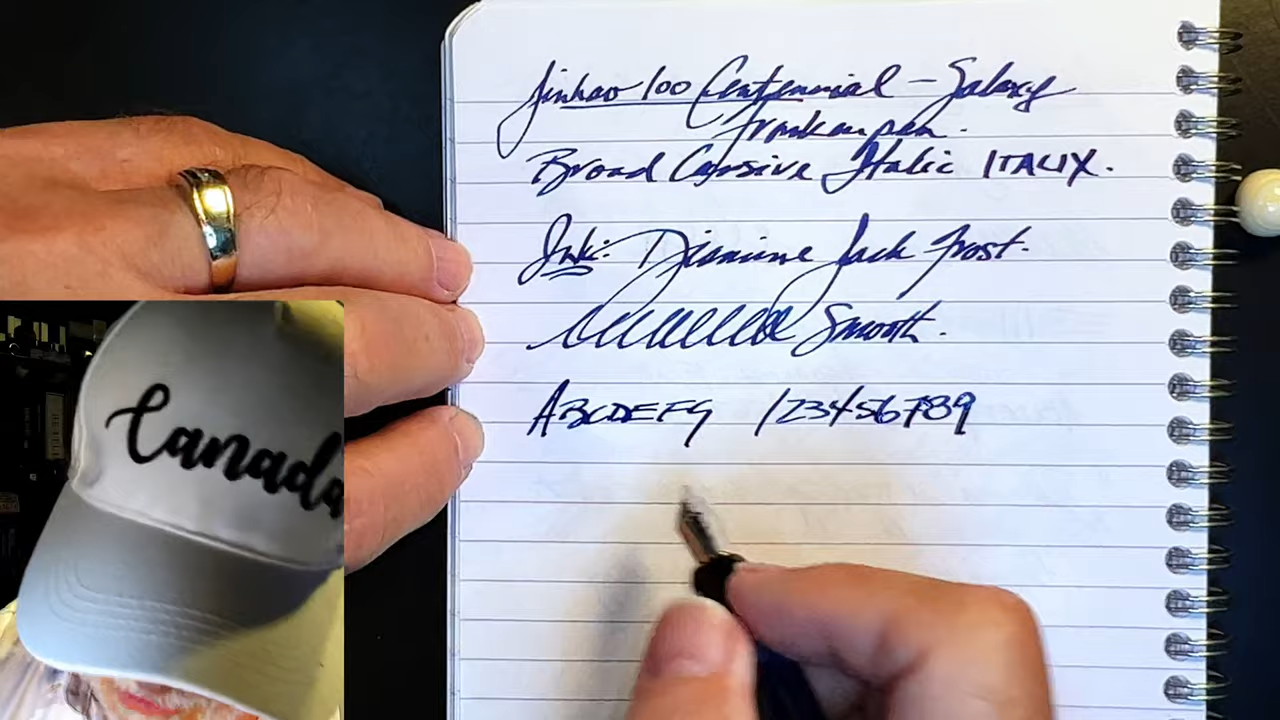 Jinhao 100 Centennial - Galaxy
Frankenpen.
Broad Cursive Italic ITALIX.
Ink: Diamine Jack Frost.
Smooth.
ABCDEFG 123456789
Canada